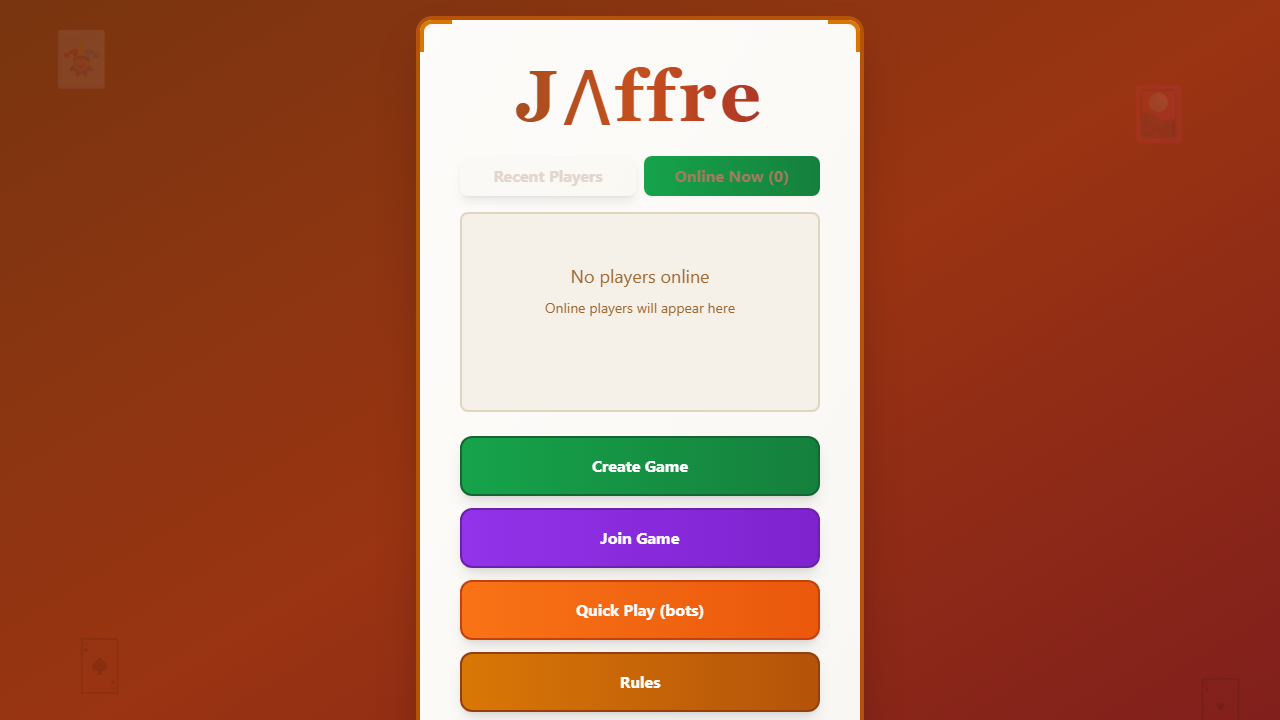 JΛffre
Recent Players
Online Now (0)
No players online
Online players will appear here
Create Game
Join Game
Quick Play (bots)
Rules